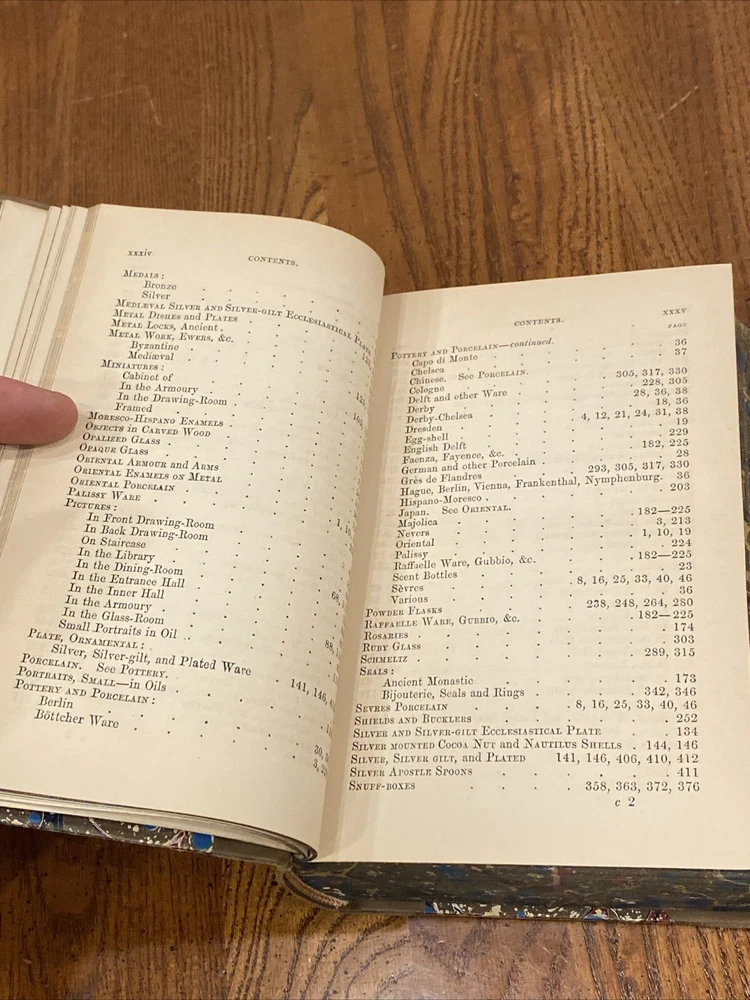 xxxiv CONTENTS.
MEDALS:
Bronze
Silver
MEDIÆVAL SILVER AND SILVER-GILT ECCLESIASTICAL PLATE
METAL DISHES AND PLATES
METAL LOCKS, ANCIENT
METAL WORK, EWERS, &c.
Byzantine
Mediæval
MINIATURES:
Cabinet of
In the Armoury
In the Drawing-Room
Framed
MORESCO-HISPANO ENAMELS
OBJECTS IN CARVED WOOD
OPALIZED GLASS
OPAQUE GLASS
ORIENTAL ARMOUR AND ARMS
ORIENTAL ENAMELS ON METAL
ORIENTAL PORCELAIN
PALISSY WARE
PICTURES:
In Front Drawing-Room
In Back Drawing-Room
On Staircase
In the Library
In the Dining-Room
In the Entrance Hall
In the Inner Hall
In the Armoury
In the Glass-Room
Small Portraits in Oil
PLATE, ORNAMENTAL:
Silver, Silver-gilt, and Plated Ware 141, 146,
PORCELAIN. See POTTERY.
PORTRAITS, SMALL—in Oils
POTTERY AND PORCELAIN:
Berlin
Böttcher Ware
CONTENTS. XXXV
PAGE
POTTERY AND PORCELAIN—continued.
Capo di Monte 36
Chelsea 37
Chinese. See PORCELAIN.
Cologne 305, 317, 330
Delft and other Ware 228, 305
Derby 28, 36, 38
Derby-Chelsea 18, 36
Dresden 4, 12, 21, 24, 31, 38
Egg-shell 19
English Delft 229
Faenza, Fayence, &c. 182, 225
German and other Porcelain 28
Grès de Flandres 293, 305, 317, 330
Hague, Berlin, Vienna, Frankenthal, Nymphenburg. 36
Hispano-Moresco 203
Japan. See ORIENTAL.
Majolica 182—225
Nevers 3, 213
Oriental 1, 10, 19
Palissy 224
Raffaelle Ware, Gubbio, &c. 182—225
Scent Bottles 23
Sèvres 8, 16, 25, 33, 40, 46
Various 36
POWDER FLASKS 238, 248, 264, 280
RAFFAELLE WARE, GUBBIO, &c. 182—225
ROSARIES 174
RUBY GLASS 303
SCHMELTZ 289, 315
SEALS:
Ancient Monastic 173
Bijouterie, Seals and Rings 342, 346
SEVRES PORCELAIN 8, 16, 25, 33, 40, 46
SHIELDS AND BUCKLERS 252
SILVER AND SILVER-GILT ECCLESIASTICAL PLATE 134
SILVER MOUNTED COCOA NUT AND NAUTILUS SHELLS 144, 146
SILVER, SILVER GILT, AND PLATED 141, 146, 406, 410, 412
SILVER APOSTLE SPOONS 411
SNUFF-BOXES 358, 363, 372, 376
c 2